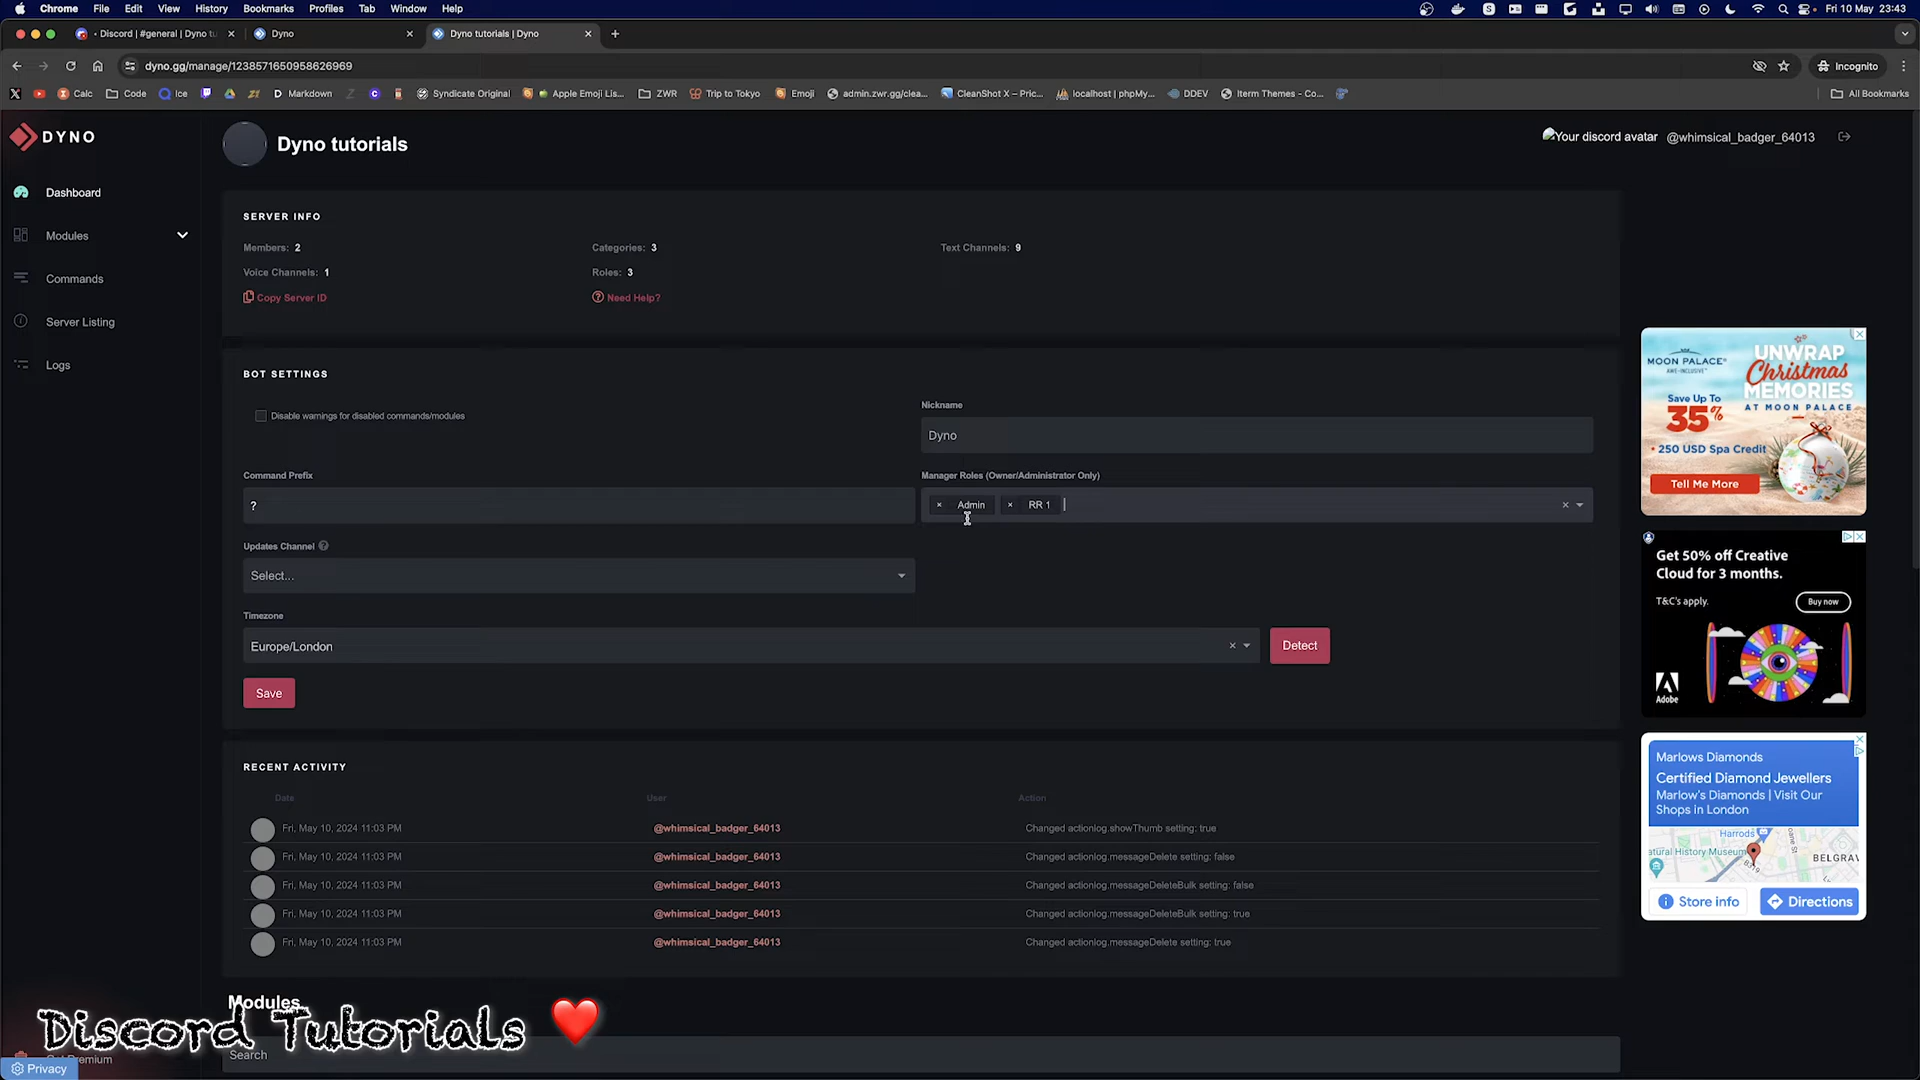 Chrome File Edit View History Bookmarks Profiles Tab Window Help Fri 10 May 23:43
Discord | #general | Dyno tu Dyno Dyno tutorials | Dyno
dyno.gg/manage/1238571650958626969 Incognito
Calc Code Ice Markdown Syndicate Original Apple Emoji Lis... ZWR Trip to Tokyo Emoji admin.zwr.gg/clea... CleanShot X – Pric... localhost | phpMy... DDEV Iterm Themes - Co... All Bookmarks
DYNO
Dashboard
Modules
Commands
Server Listing
Logs
Dyno tutorials
Your discord avatar @whimsical_badger_64013
SERVER INFO
Members: 2 Categories: 3 Text Channels: 9
Voice Channels: 1 Roles: 3
Copy Server ID Need Help?
BOT SETTINGS
Disable warnings for disabled commands/modules
Nickname
Dyno
Command Prefix
?
Manager Roles (Owner/Administrator Only)
× Admin × RR 1
Updates Channel
Select...
Timezone
Europe/London
Detect
Save
RECENT ACTIVITY
Date User Action
Fri, May 10, 2024 11:03 PM @whimsical_badger_64013 Changed actionlog.showThumb setting: true
Fri, May 10, 2024 11:03 PM @whimsical_badger_64013 Changed actionlog.messageDelete setting: false
Fri, May 10, 2024 11:03 PM @whimsical_badger_64013 Changed actionlog.messageDeleteBulk setting: false
Fri, May 10, 2024 11:03 PM @whimsical_badger_64013 Changed actionlog.messageDeleteBulk setting: true
Fri, May 10, 2024 11:03 PM @whimsical_badger_64013 Changed actionlog.messageDelete setting: true
Modules
Search
Discord Tutorials ❤️
Premium
Privacy
MOON PALACE
AWE-INCLUSIVE
UNWRAP
Christmas
MEMORIES
AT MOON PALACE
Save Up To
35%
+ 250 USD Spa Credit
Tell Me More
Get 50% off Creative
Cloud for 3 months.
T&C's apply.
Buy now
Adobe
Marlows Diamonds
Certified Diamond Jewellers
Marlow's Diamonds | Visit Our
Shops in London
Harrods
atural History Museum
BELGRAV
Store info
Directions